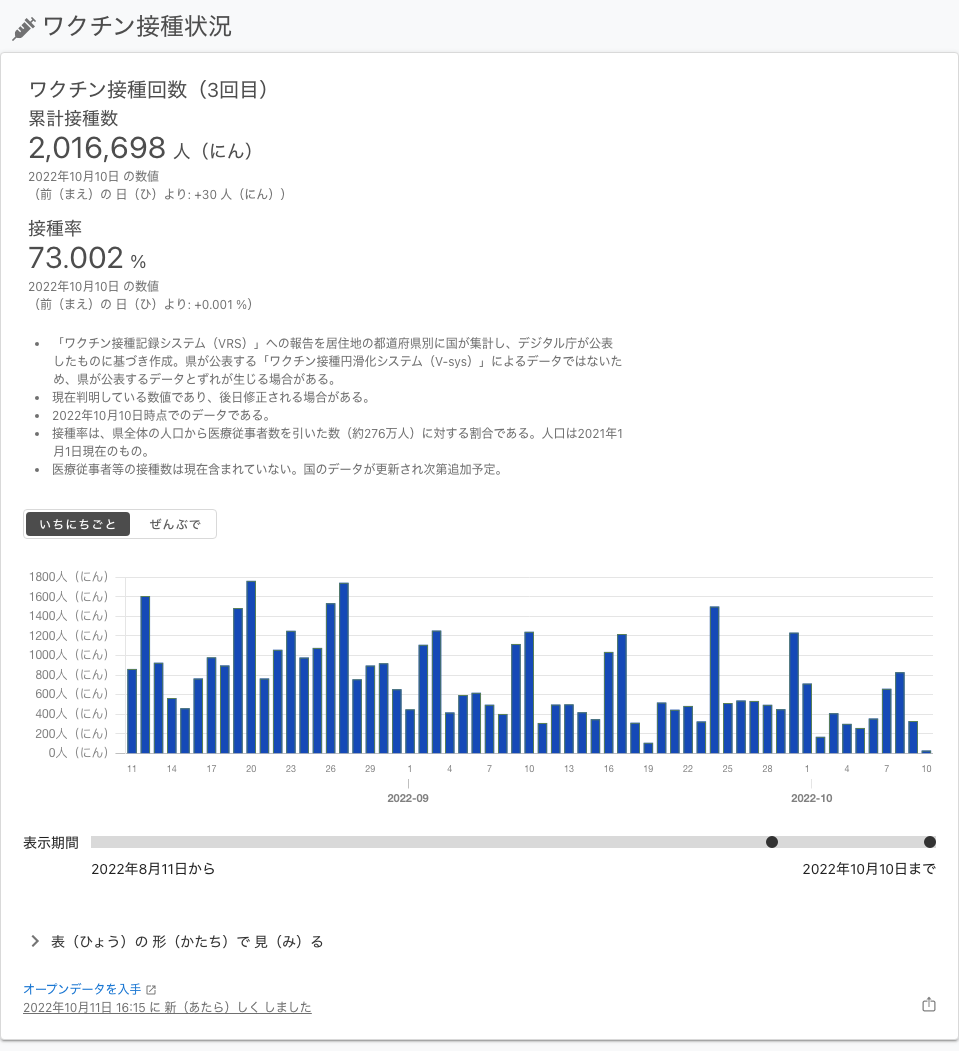 ワクチン接種状況
ワクチン接種回数（3回目）
累計接種数
2,016,698 人（にん）
2022年10月10日 の数値
（前（まえ）の 日（ひ）より: +30 人（にん））
接種率
73.002 %
2022年10月10日 の数値
（前（まえ）の 日（ひ）より: +0.001 %）
• 「ワクチン接種記録システム（VRS）」への報告を居住地の都道府県別に国が集計し、デジタル庁が公表
したものに基づき作成。県が公表する「ワクチン接種円滑化システム（V-sys）」によるデータではないた
め、県が公表するデータとずれが生じる場合がある。
• 現在判明している数値であり、後日修正される場合がある。
• 2022年10月10日時点でのデータである。
• 接種率は、県全体の人口から医療従事者数を引いた数（約276万人）に対する割合である。人口は2021年1
月1日現在のもの。
• 医療従事者等の接種数は現在含まれていない。国のデータが更新され次第追加予定。
いちにちごと ぜんぶで
1800人（にん）
1600人（にん）
1400人（にん）
1200人（にん）
1000人（にん）
800人（にん）
600人（にん）
400人（にん）
200人（にん）
0人（にん）
11 14 17 20 23 26 29 1 4 7 10 13 16 19 22 25 28 1 4 7 10
2022-09 2022-10
表示期間
2022年8月11日から 2022年10月10日まで
表（ひょう）の 形（かたち）で 見（み）る
オープンデータを入手
2022年10月11日 16:15 に 新（あたら）しく しました